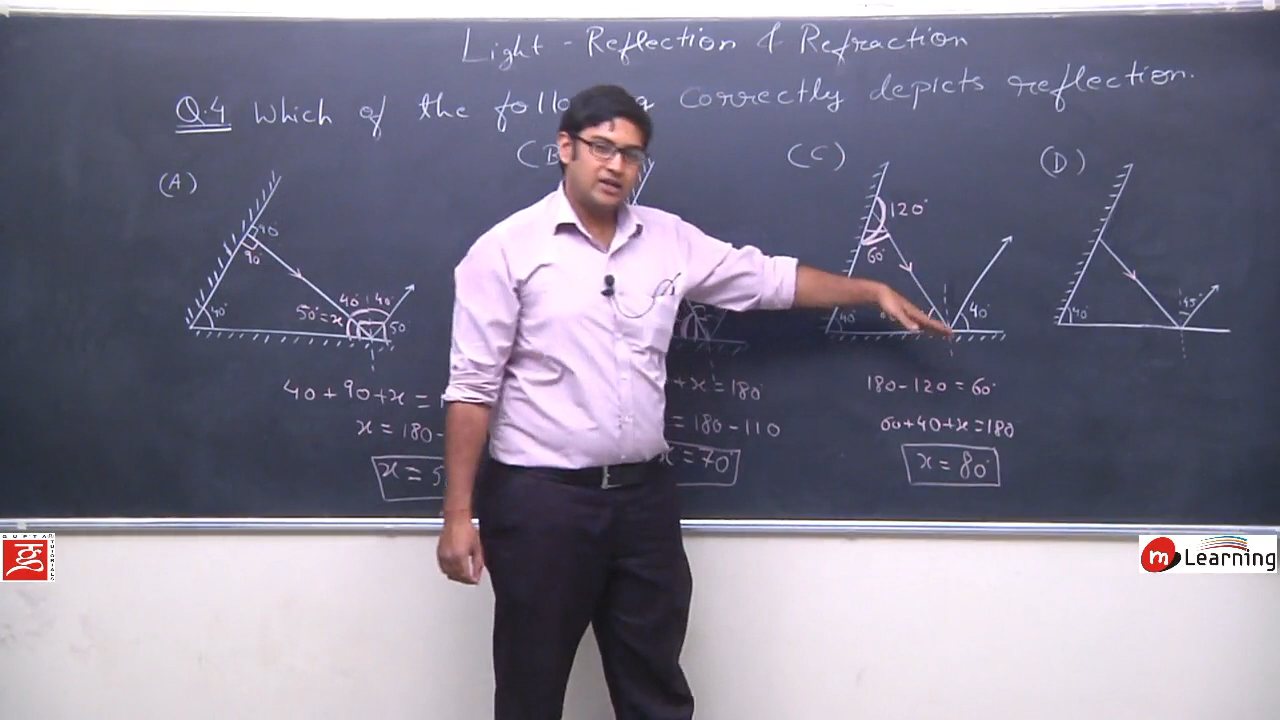 Light - Reflection & Refraction
Q.4 Which of the follo g correctly depicts reflection.
(A)
(B
(C)
(D)
90°
90°
40°
50° = x
40° 40°
50°
120°
60°
40°
40°
40°
45°
40 + 90 + x =
x = 180 -
x = 5
+ x = 180
= 180 - 110
x = 70°
180 - 120 = 60°
60 + 40 + x = 180
x = 80°
GUPTA TUTORIALS
m Learning